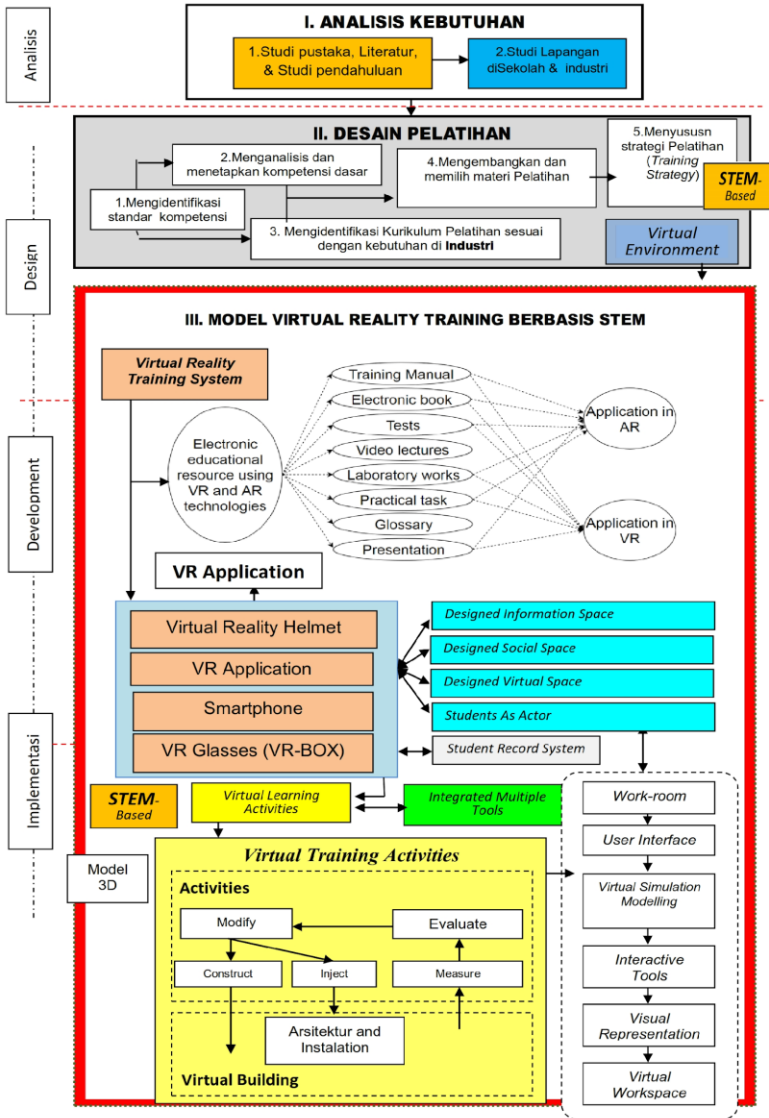 Analisis
I. ANALISIS KEBUTUHAN
1.Studi pustaka, Literatur,
& Studi pendahuluan
2.Studi Lapangan
diSekolah & industri
Design
II. DESAIN PELATIHAN
1.Mengidentifikasi
standar kompetensi
2.Menganalisis dan
menetapkan kompetensi dasar
3. Mengidentifikasi Kurikulum Pelatihan sesuai
dengan kebutuhan di Industri
4.Mengembangkan dan
memilih materi Pelatihan
5.Menyususn
strategi Pelatihan
(Training
Strategy)
STEM-
Based
Virtual
Environment
III. MODEL VIRTUAL REALITY TRAINING BERBASIS STEM
Virtual Reality
Training System
Development
Electronic
educational
resource using
VR and AR
technologies
Training Manual
Electronic book
Tests
Video lectures
Laboratory works
Practical task
Glossary
Presentation
Application in
AR
Application in
VR
VR Application
Virtual Reality Helmet
VR Application
Smartphone
VR Glasses (VR-BOX)
Designed Information Space
Designed Social Space
Designed Virtual Space
Students As Actor
Student Record System
Implementasi
STEM-
Based
Virtual Learning
Activities
Integrated Multiple
Tools
Model
3D
Virtual Training Activities
Activities
Modify
Evaluate
Construct
Inject
Measure
Arsitektur and
Instalation
Virtual Building
Work-room
User Interface
Virtual Simulation
Modelling
Interactive
Tools
Visual
Representation
Virtual
Workspace